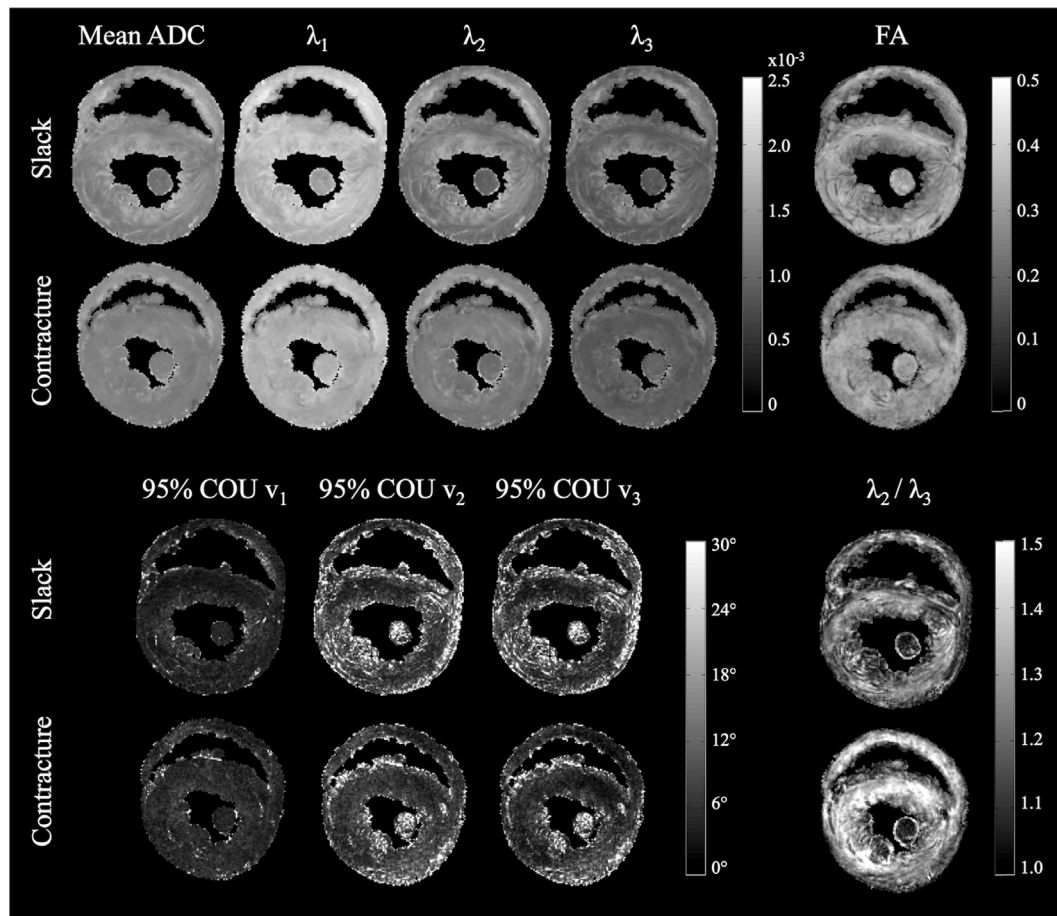 Mean ADC λ1 λ2 λ3 FA
x10-3
2.5 0.5
Slack
2.0 0.4
1.5 0.3
1.0 0.2
Contracture
0.5 0.1
0 0
95% COU v1 95% COU v2 95% COU v3 λ2 / λ3
30° 1.5
Slack
24° 1.4
18° 1.3
12° 1.2
Contracture
6° 1.1
0° 1.0